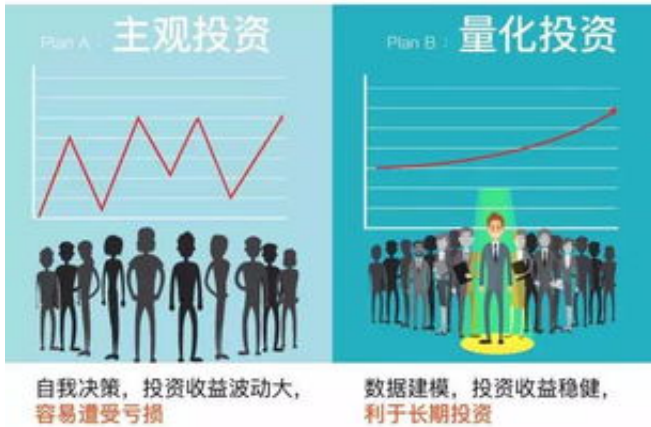 Plan A： 主观投资
Plan B： 量化投资
自我决策，投资收益波动大，
容易遭受亏损
数据建模，投资收益稳健，
利于长期投资